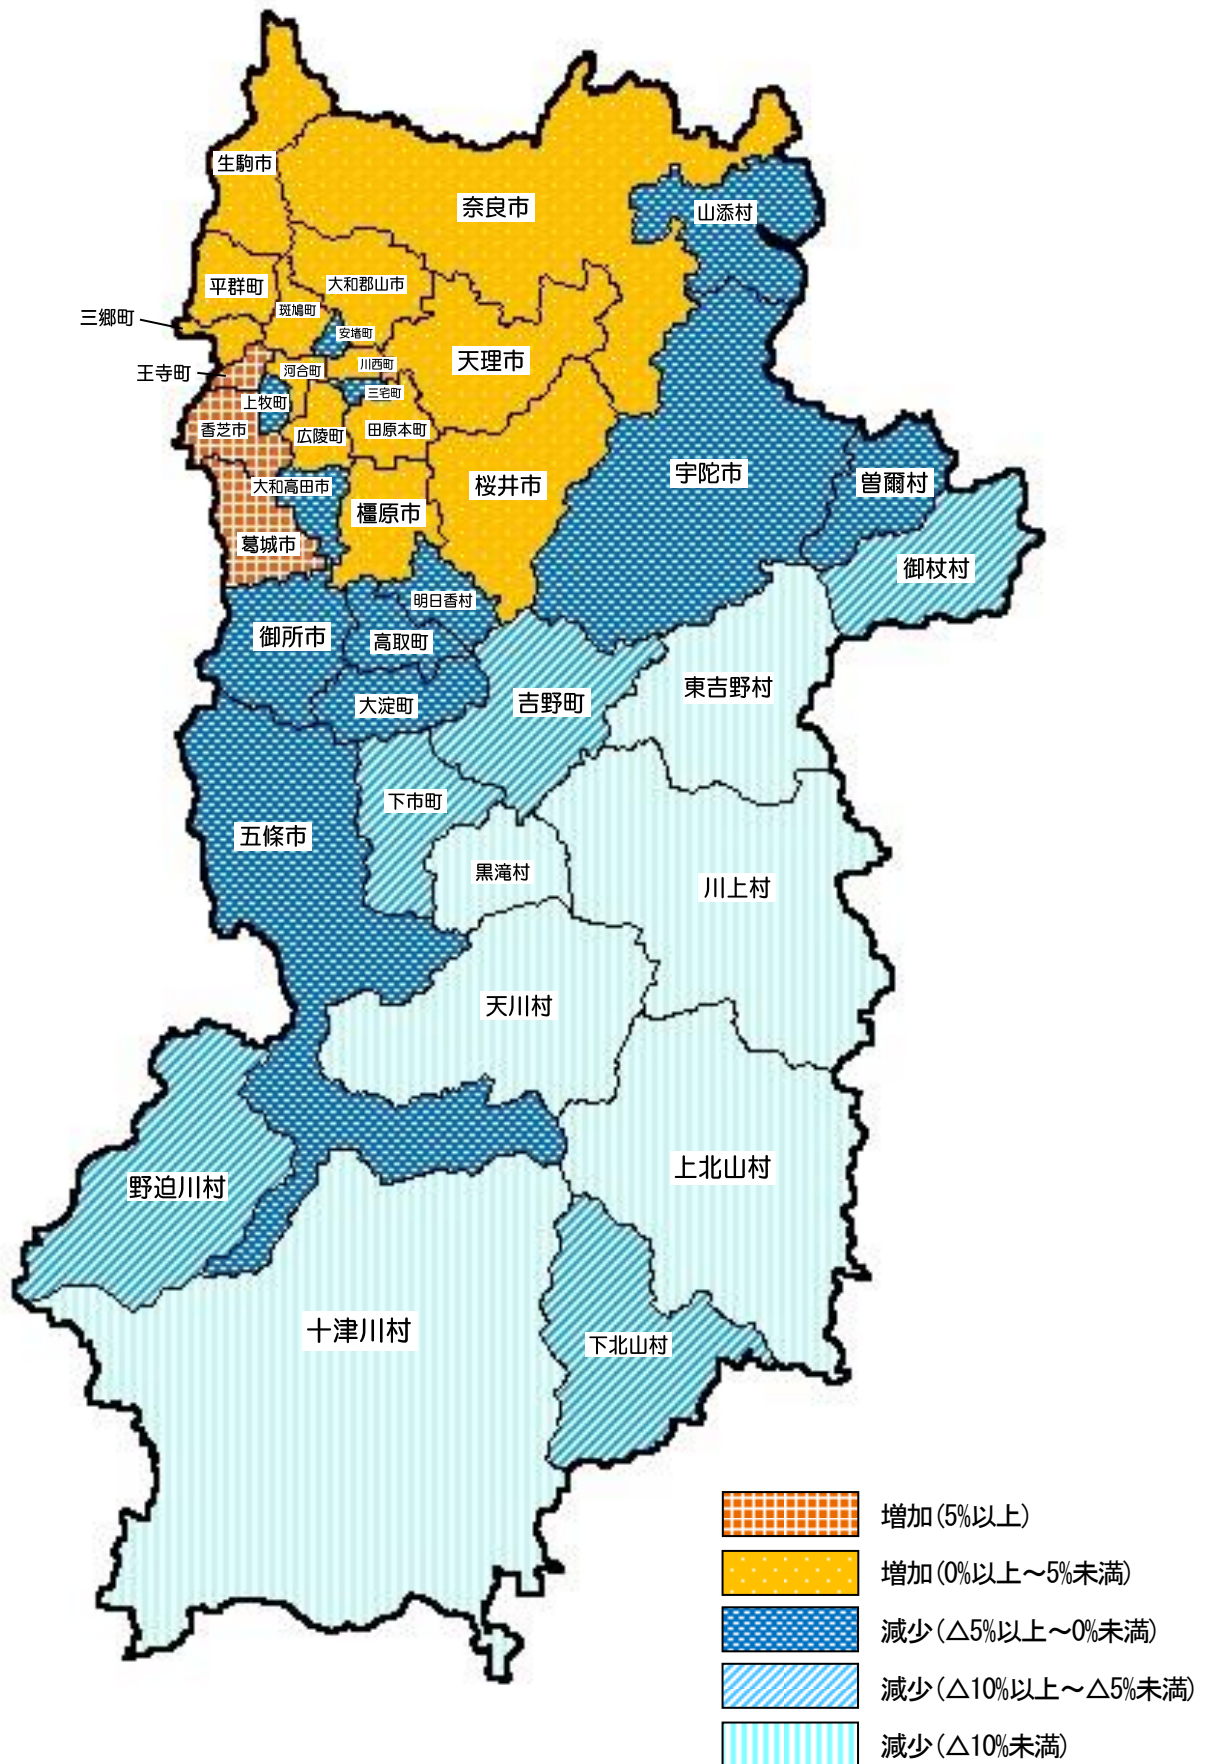 生駒市
奈良市
山添村
平群町
大和郡山市
斑鳩町
三郷町
安堵町
天理市
川西町
王寺町
河合町
三宅町
上牧町
香芝市
広陵町
田原本町
宇陀市
曽爾村
大和高田市
桜井市
橿原市
葛城市
御杖村
明日香村
御所市
高取町
東吉野村
大淀町
吉野町
下市町
五條市
黒滝村
川上村
天川村
上北山村
野迫川村
十津川村
下北山村
増加(5%以上)
増加(0%以上～5%未満)
減少(△5%以上～0%未満)
減少(△10%以上～△5%未満)
減少(△10%未満)